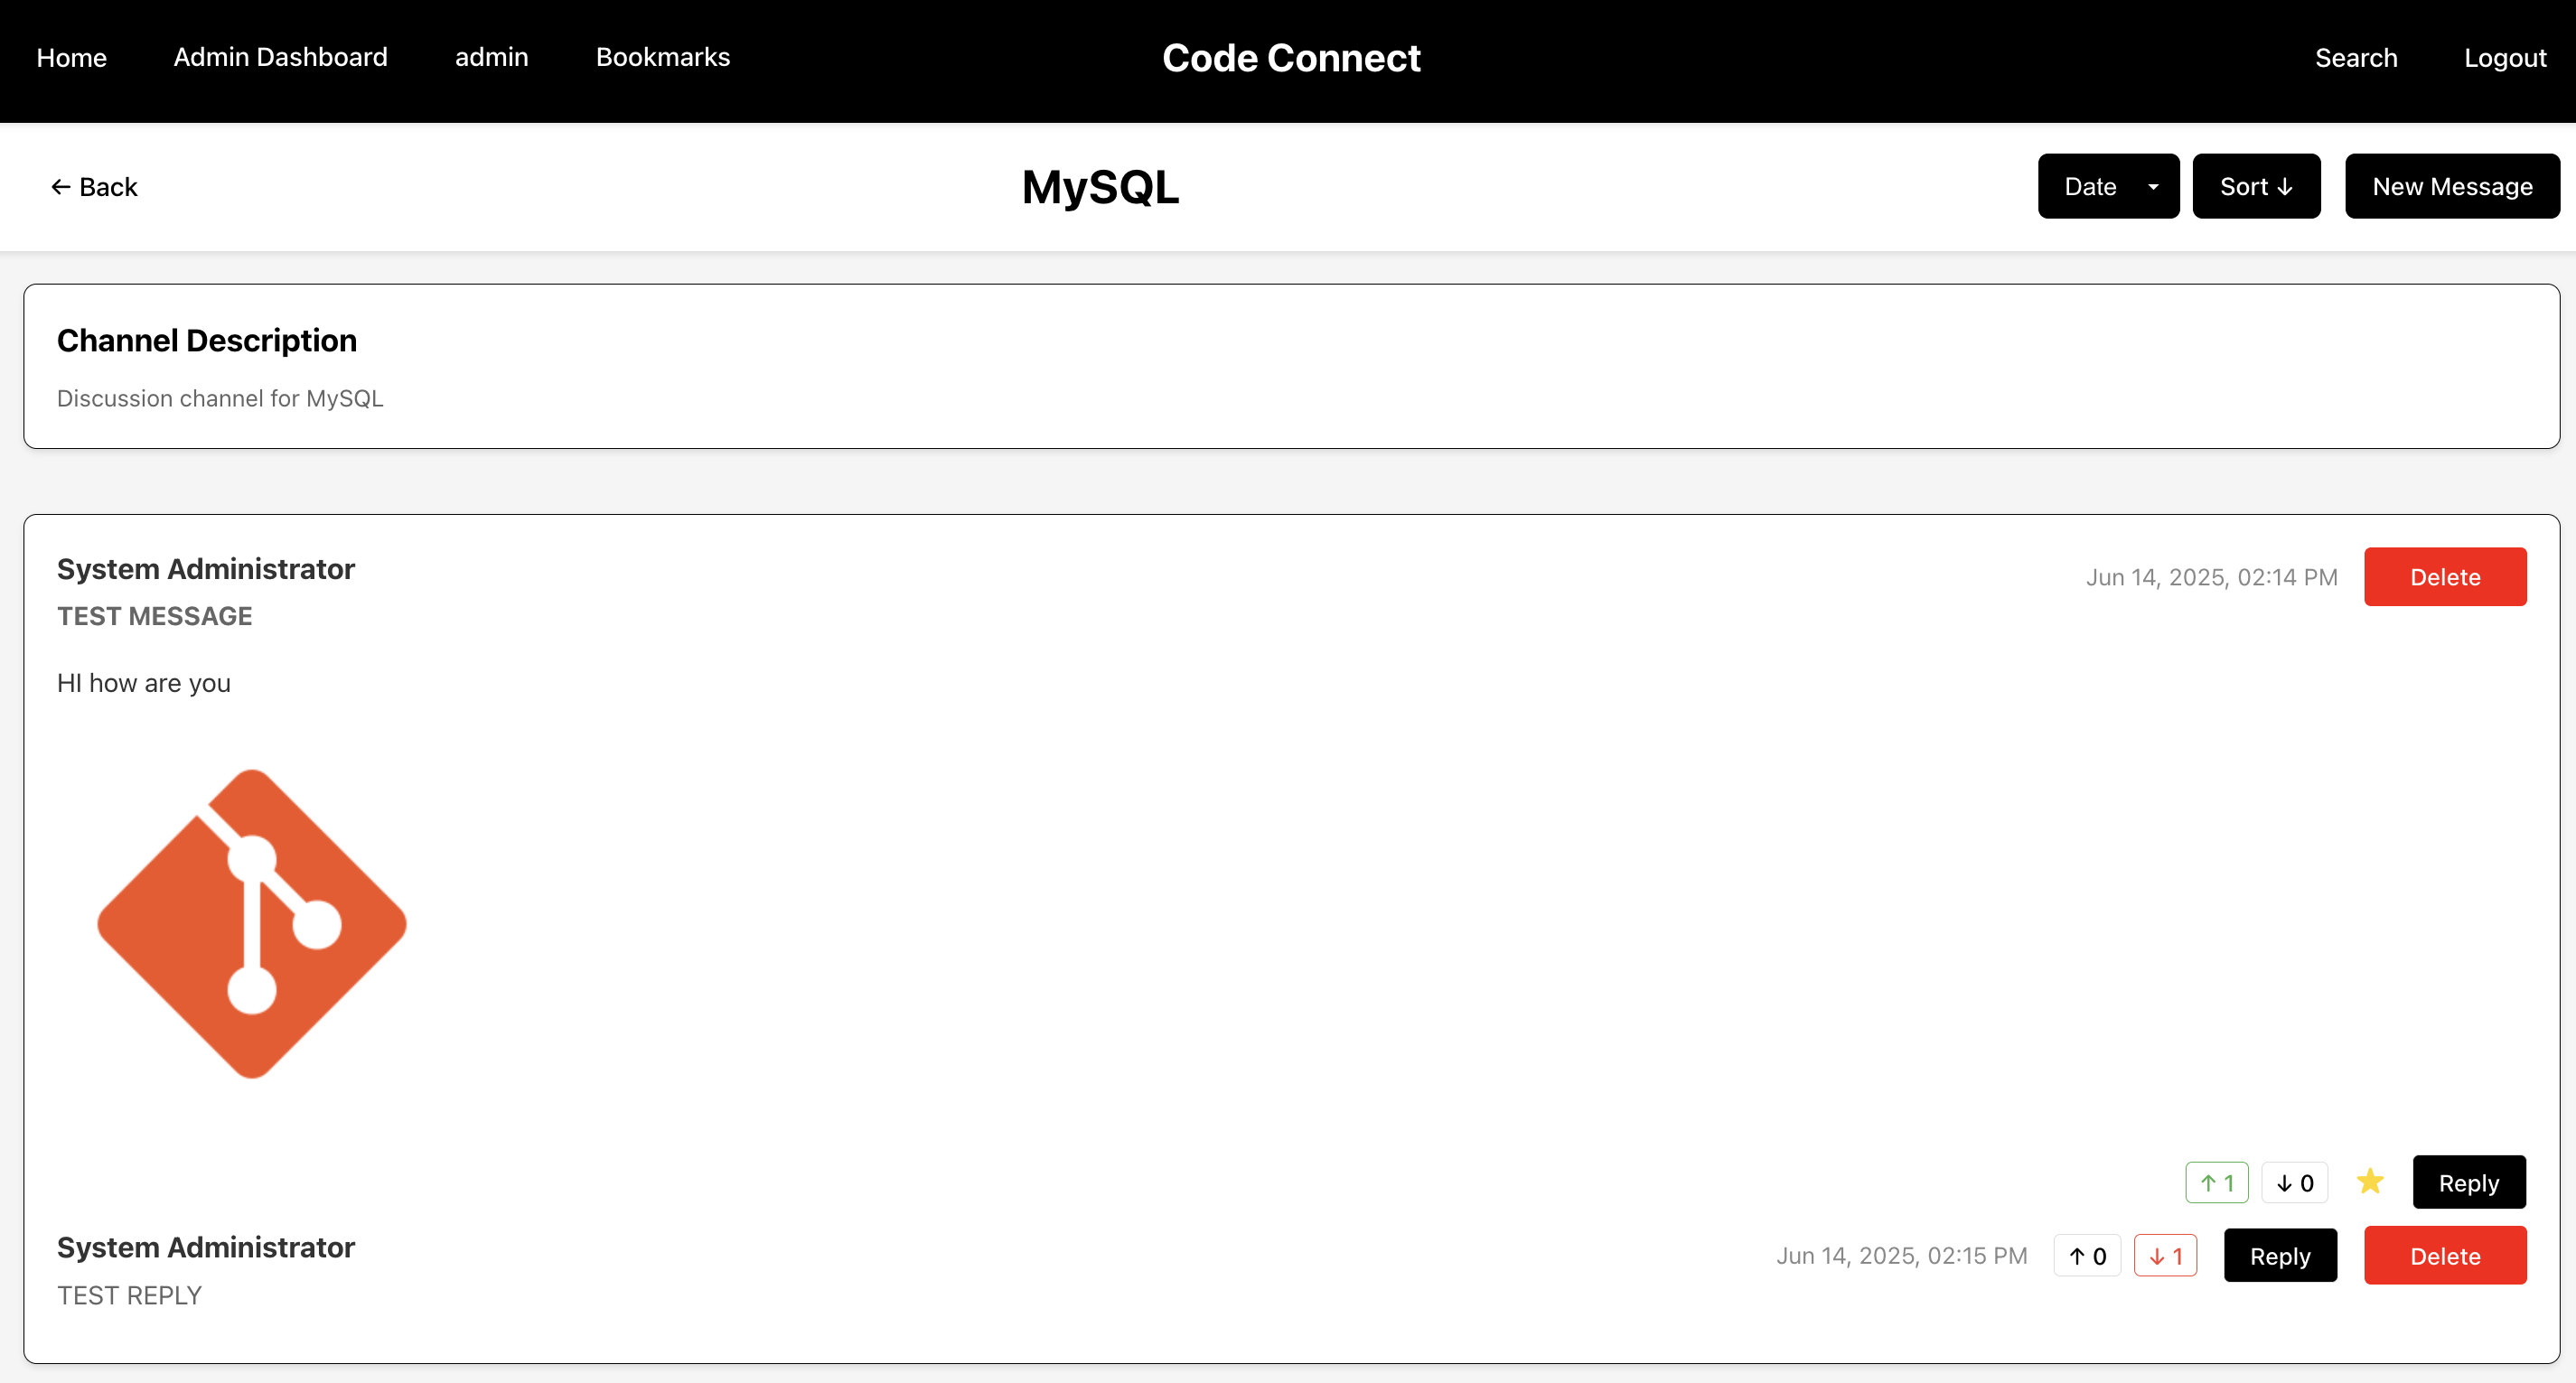 Home Admin Dashboard admin Bookmarks Code Connect Search Logout
← Back MySQL Date Sort ↓ New Message
Channel Description
Discussion channel for MySQL
System Administrator Jun 14, 2025, 02:14 PM Delete
TEST MESSAGE
HI how are you
↑ 1 ↓ 0 Reply
System Administrator Jun 14, 2025, 02:15 PM ↑ 0 ↓ 1 Reply Delete
TEST REPLY